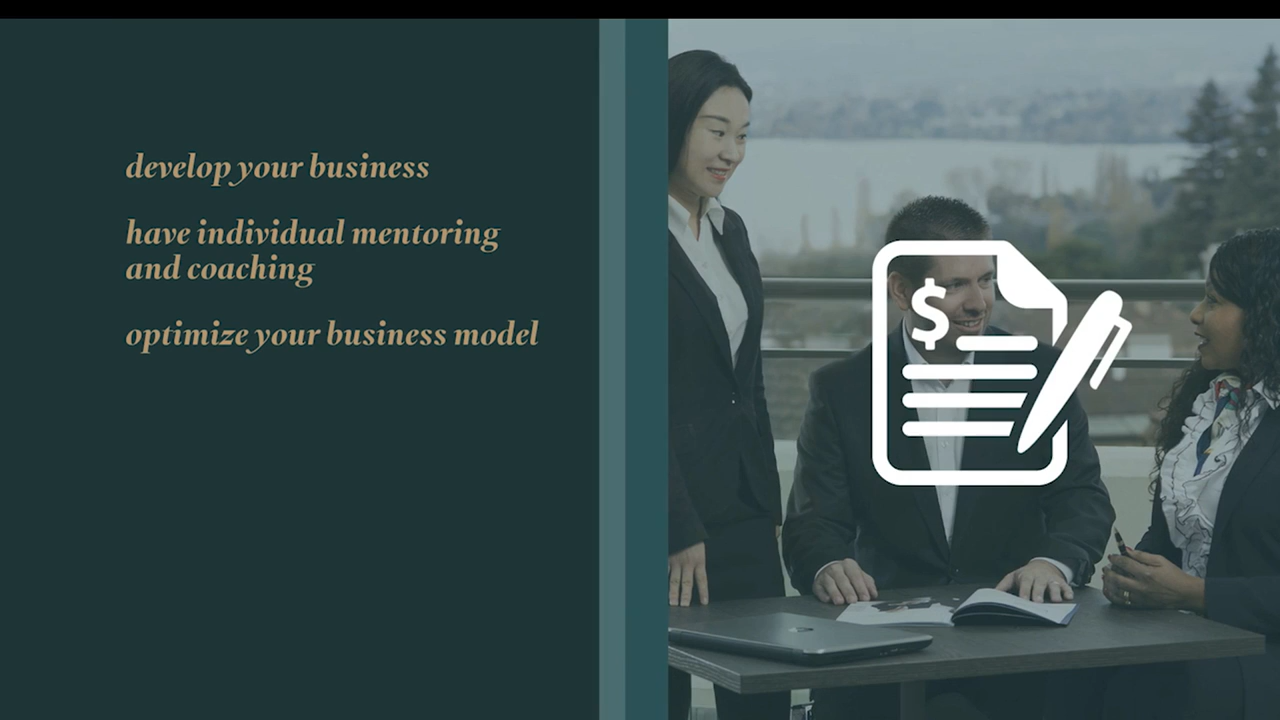 develop your business
have individual mentoring
and coaching
optimize your business model
$